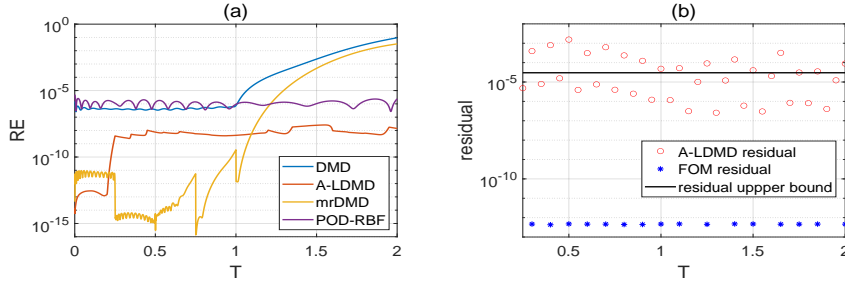 (a)
10^0
10^-5
10^-10
10^-15
RE
0
0.5
1
1.5
2
T
DMD
A-LDMD
mrDMD
POD-RBF
(b)
10^-5
10^-10
residual
0.5
1
1.5
2
T
A-LDMD residual
FOM residual
residual uppper bound